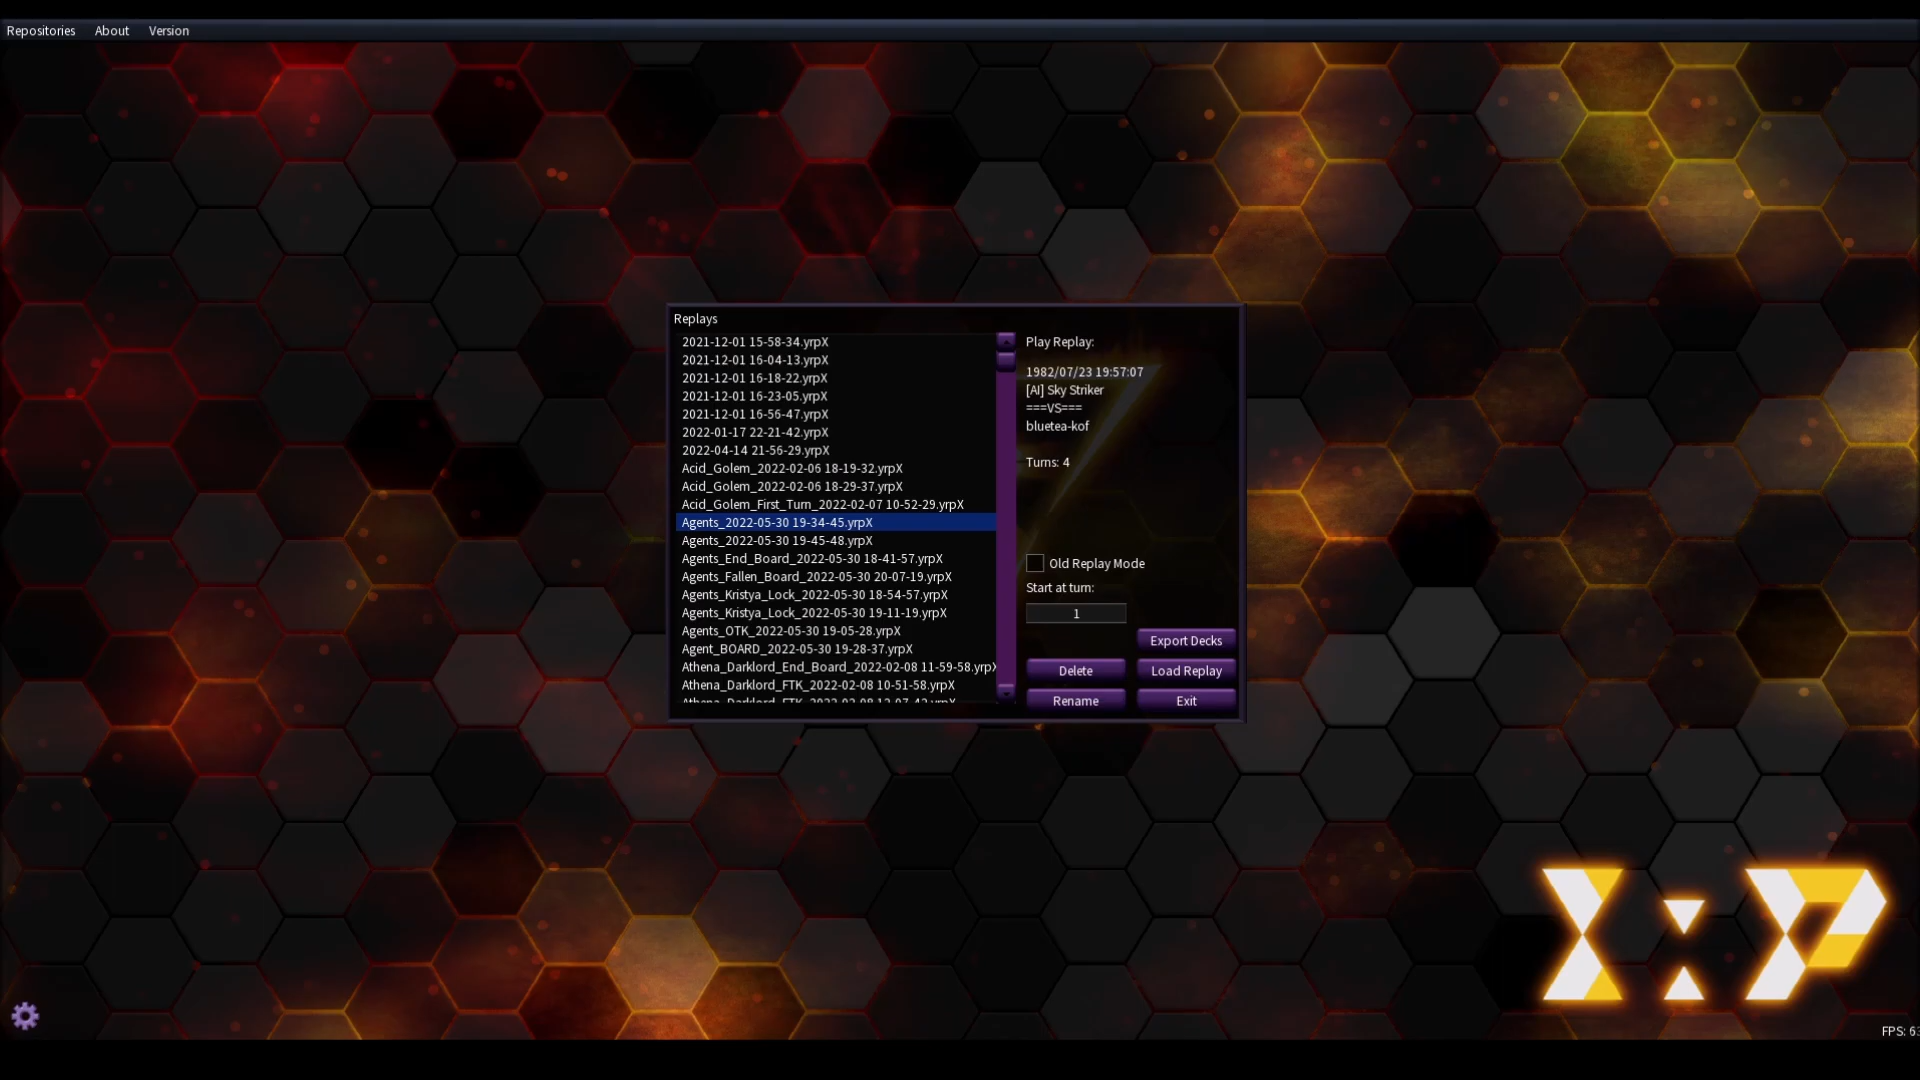 Repositories About Version
Replays
2021-12-01 15-58-34.yrpX
2021-12-01 16-04-13.yrpX
2021-12-01 16-18-22.yrpX
2021-12-01 16-23-05.yrpX
2021-12-01 16-56-47.yrpX
2022-01-17 22-21-42.yrpX
2022-04-14 21-56-29.yrpX
Acid_Golem_2022-02-06 18-19-32.yrpX
Acid_Golem_2022-02-06 18-29-37.yrpX
Acid_Golem_First_Turn_2022-02-07 10-52-29.yrpX
Agents_2022-05-30 19-34-45.yrpX
Agents_2022-05-30 19-45-48.yrpX
Agents_End_Board_2022-05-30 18-41-57.yrpX
Agents_Fallen_Board_2022-05-30 20-07-19.yrpX
Agents_Kristya_Lock_2022-05-30 18-54-57.yrpX
Agents_Kristya_Lock_2022-05-30 19-11-19.yrpX
Agents_OTK_2022-05-30 19-05-28.yrpX
Agent_BOARD_2022-05-30 19-28-37.yrpX
Athena_Darklord_End_Board_2022-02-08 11-59-58.yrpX
Athena_Darklord_FTK_2022-02-08 10-51-58.yrpX
Athena_Darklord_FTK_2022-02-08 12-07-42.yrpX
Play Replay:
1982/07/23 19:57:07
[AI] Sky Striker
===VS===
bluetea-kof
Turns: 4
Old Replay Mode
Start at turn:
1
Export Decks
Delete Load Replay
Rename Exit
X:P
FPS: 63